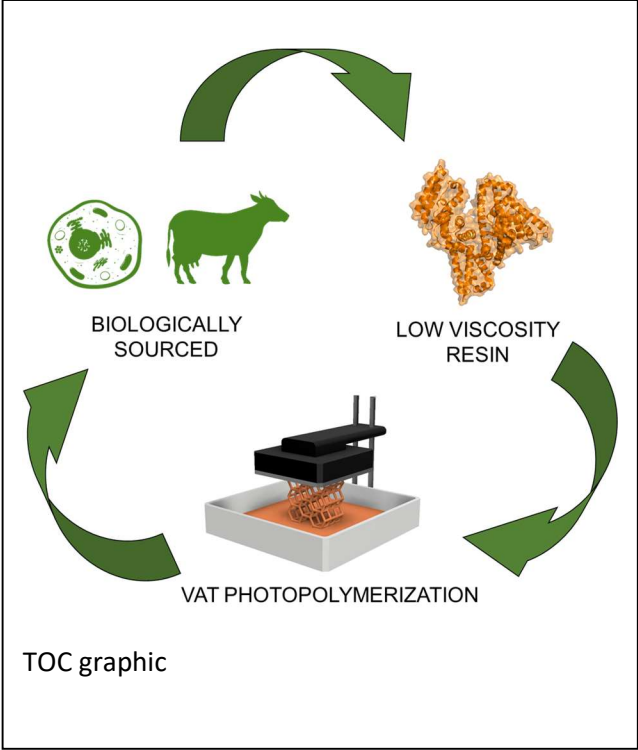 BIOLOGICALLY
SOURCED
LOW VISCOSITY
RESIN
VAT PHOTOPOLYMERIZATION
TOC graphic